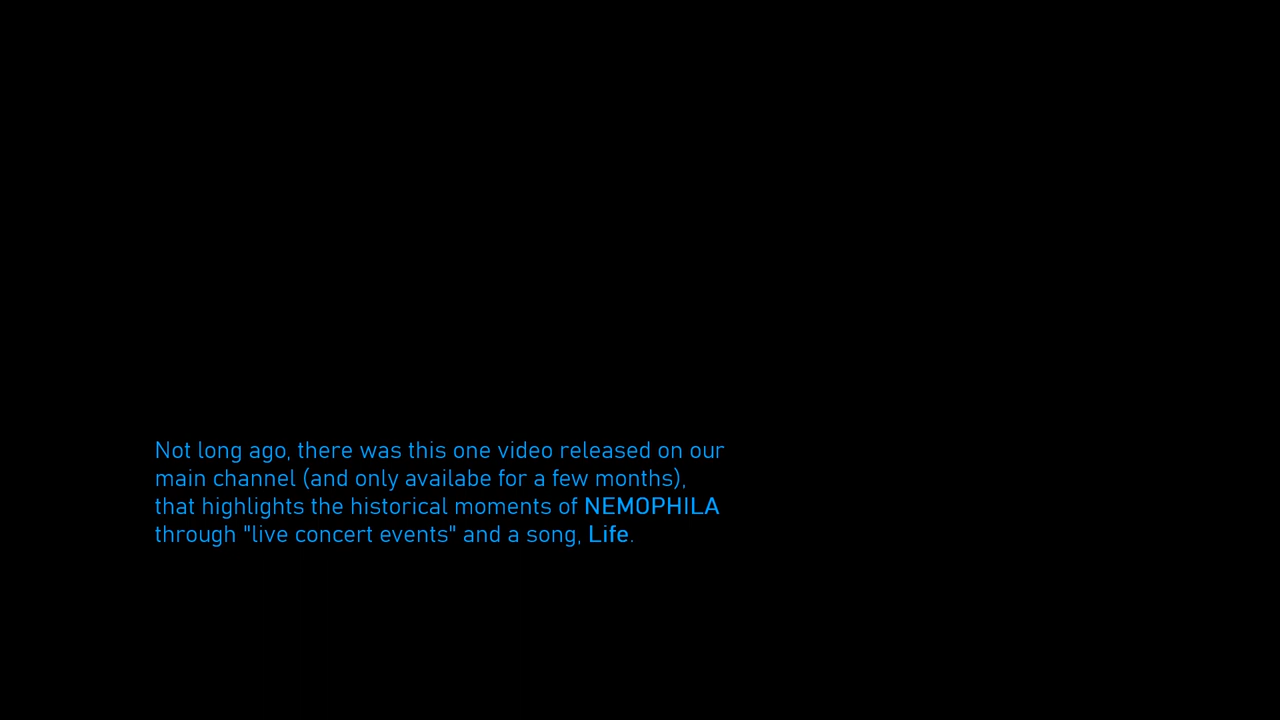 Not long ago, there was this one video released on our
main channel (and only availabe for a few months),
that highlights the historical moments of NEMOPHILA
through "live concert events" and a song, Life.